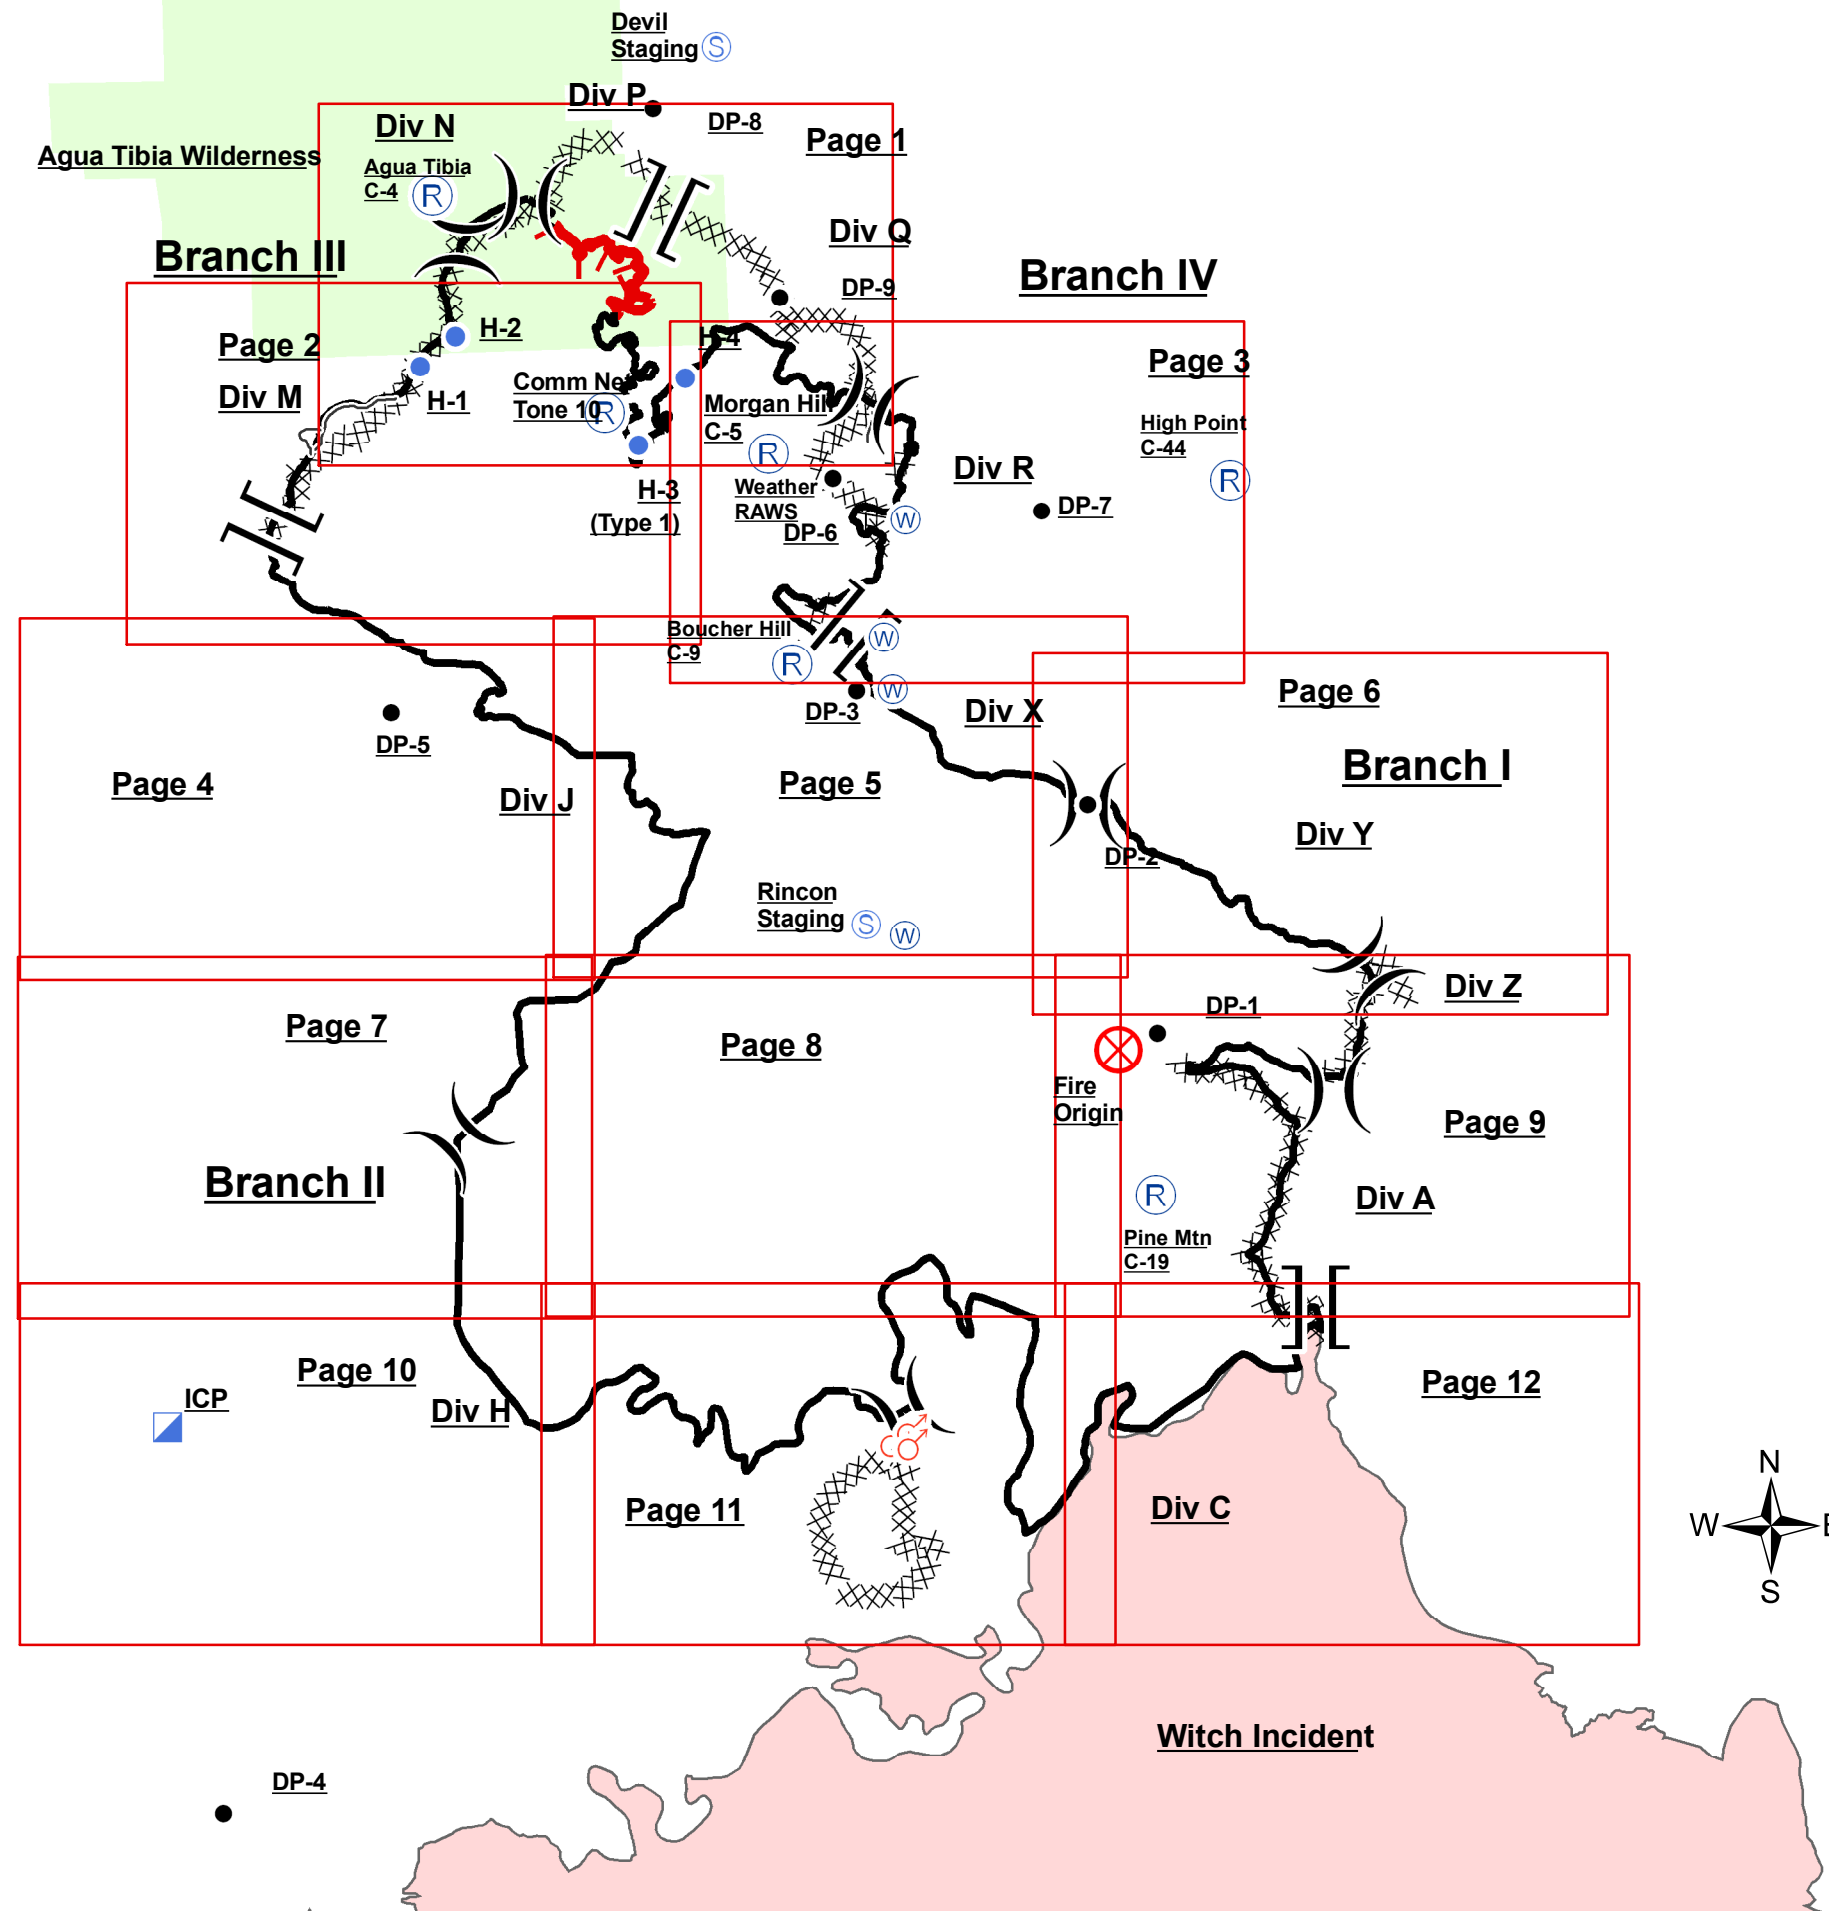 Devil
Staging
S
Div P
DP-8
Div N
Page 1
Agua Tibia Wilderness
Agua Tibia
C-4
R
Div Q
Branch III
Branch IV
DP-9
H-2
H-4
Page 2
Page 3
Div M
H-1
Comm Net
Tone 10
R
Morgan Hill
C-5
R
High Point
C-44
R
Div R
H-3
(Type 1)
Weather
RAWS
DP-6
W
DP-7
Boucher Hill
C-9
R
W
W
DP-3
Div X
Page 6
DP-5
Branch I
Page 4
Div J
Page 5
Div Y
DP-2
Rincon
Staging
S
W
Div Z
DP-1
Page 7
Page 8
Fire
Origin
Page 9
Branch II
R
Div A
Pine Mtn
C-19
Page 10
Page 12
ICP
Div H
Page 11
Div C
N
W
E
S
Witch Incident
DP-4